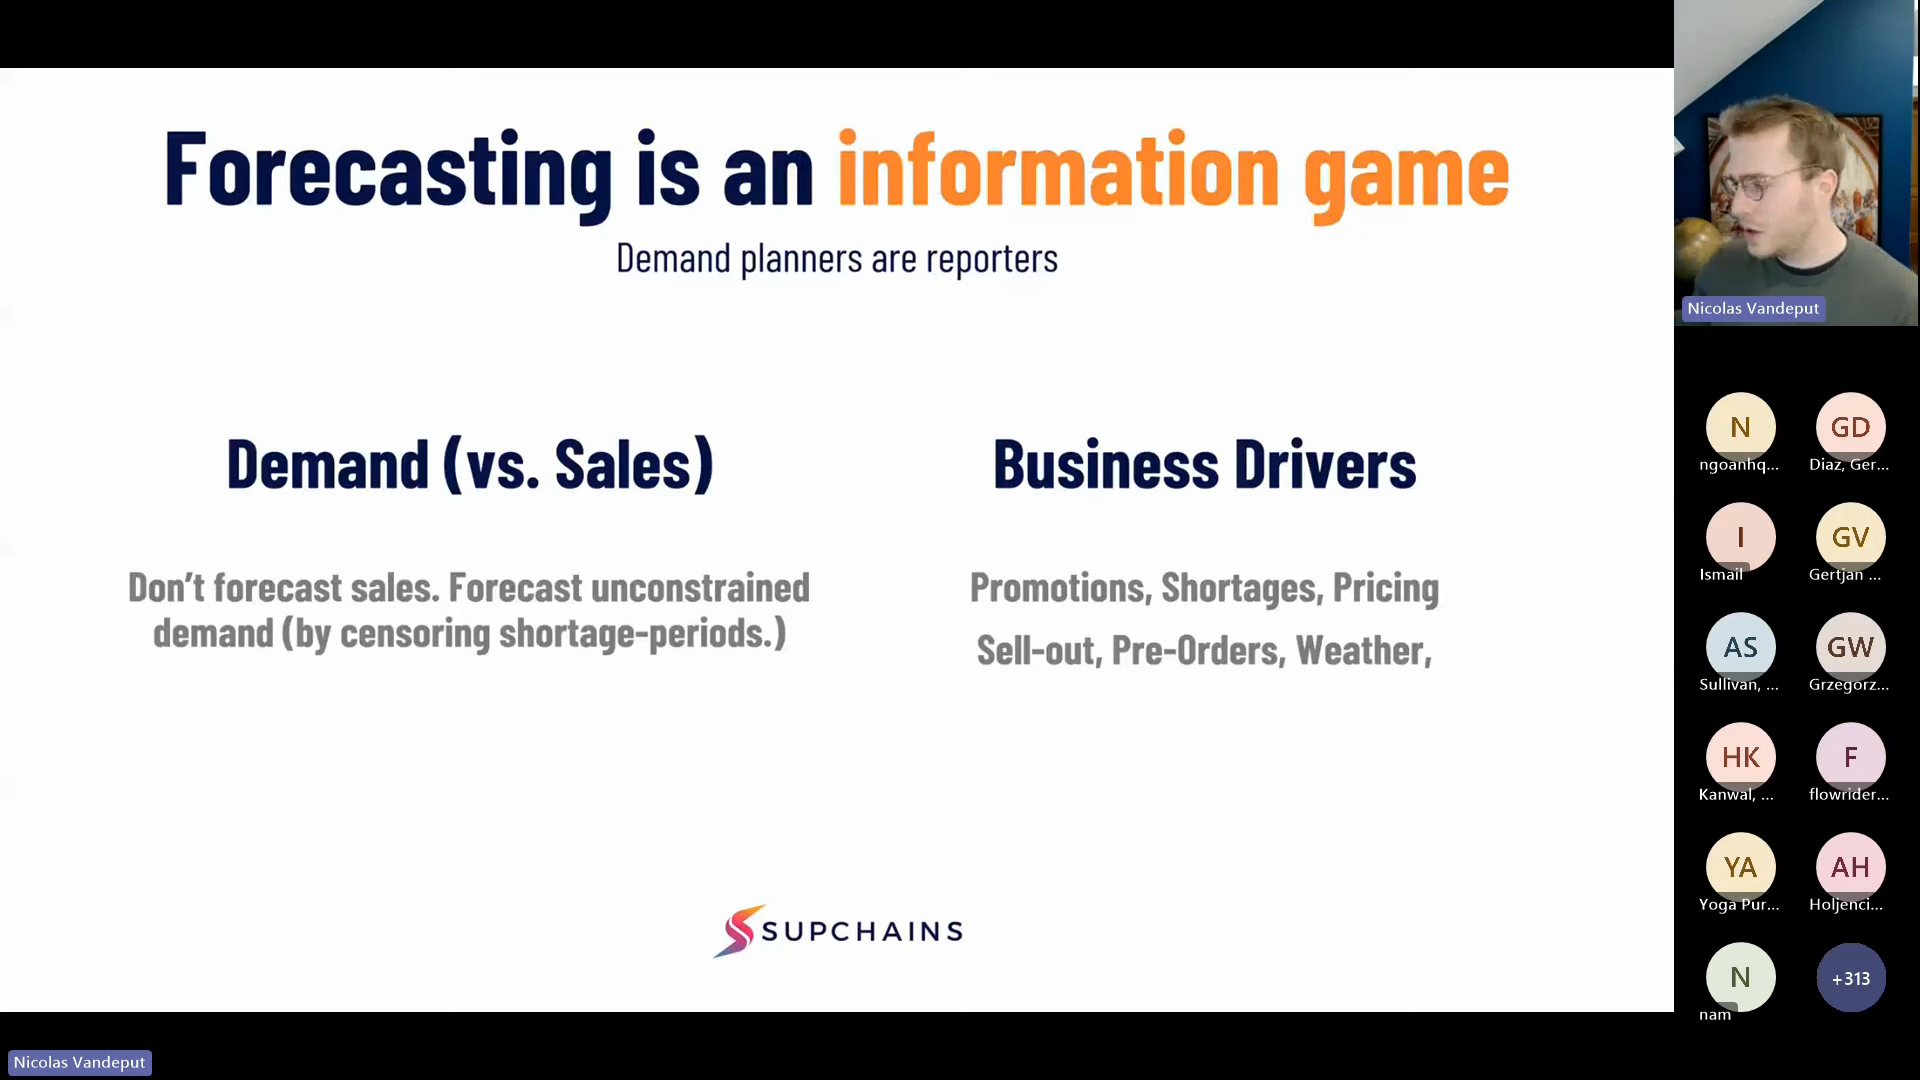 Forecasting is an information game
Demand planners are reporters
Demand (vs. Sales)
Don't forecast sales. Forecast unconstrained
demand (by censoring shortage-periods.)
Business Drivers
Promotions, Shortages, Pricing
Sell-out, Pre-Orders, Weather,
SUPCHAINS
Nicolas Vandeput
N
ngoanhq...
GD
Diaz, Ger...
I
Ismail
GV
Gertjan ...
AS
Sullivan, ...
GW
Grzegorz...
HK
Kanwal, ...
F
flowrider...
YA
Yoga Pur...
AH
Holjenci...
N
nam
+313
Nicolas Vandeput